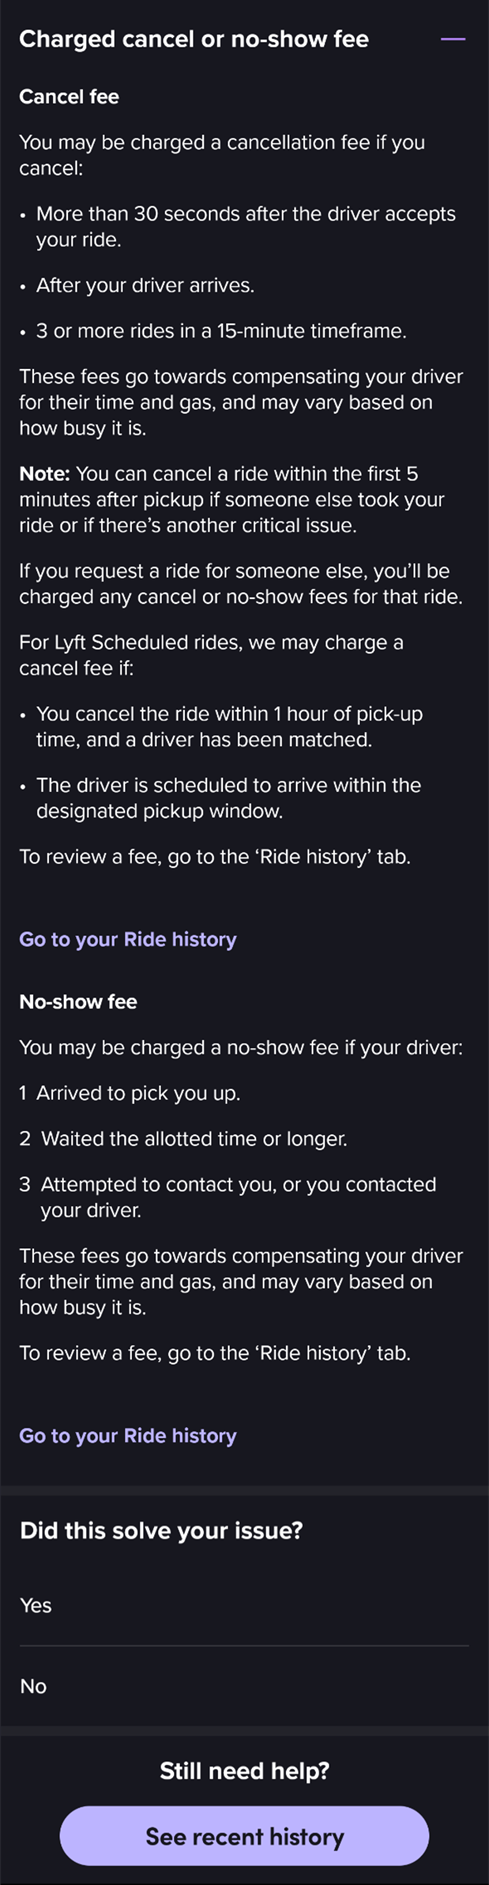 Charged cancel or no-show fee
Cancel fee
You may be charged a cancellation fee if you
cancel:
• More than 30 seconds after the driver accepts
your ride.
• After your driver arrives.
• 3 or more rides in a 15-minute timeframe.
These fees go towards compensating your driver
for their time and gas, and may vary based on
how busy it is.
Note: You can cancel a ride within the first 5
minutes after pickup if someone else took your
ride or if there’s another critical issue.
If you request a ride for someone else, you’ll be
charged any cancel or no-show fees for that ride.
For Lyft Scheduled rides, we may charge a
cancel fee if:
• You cancel the ride within 1 hour of pick-up
time, and a driver has been matched.
• The driver is scheduled to arrive within the
designated pickup window.
To review a fee, go to the ‘Ride history’ tab.
Go to your Ride history
No-show fee
You may be charged a no-show fee if your driver:
1 Arrived to pick you up.
2 Waited the allotted time or longer.
3 Attempted to contact you, or you contacted
your driver.
These fees go towards compensating your driver
for their time and gas, and may vary based on
how busy it is.
To review a fee, go to the ‘Ride history’ tab.
Go to your Ride history
Did this solve your issue?
Yes
No
Still need help?
See recent history